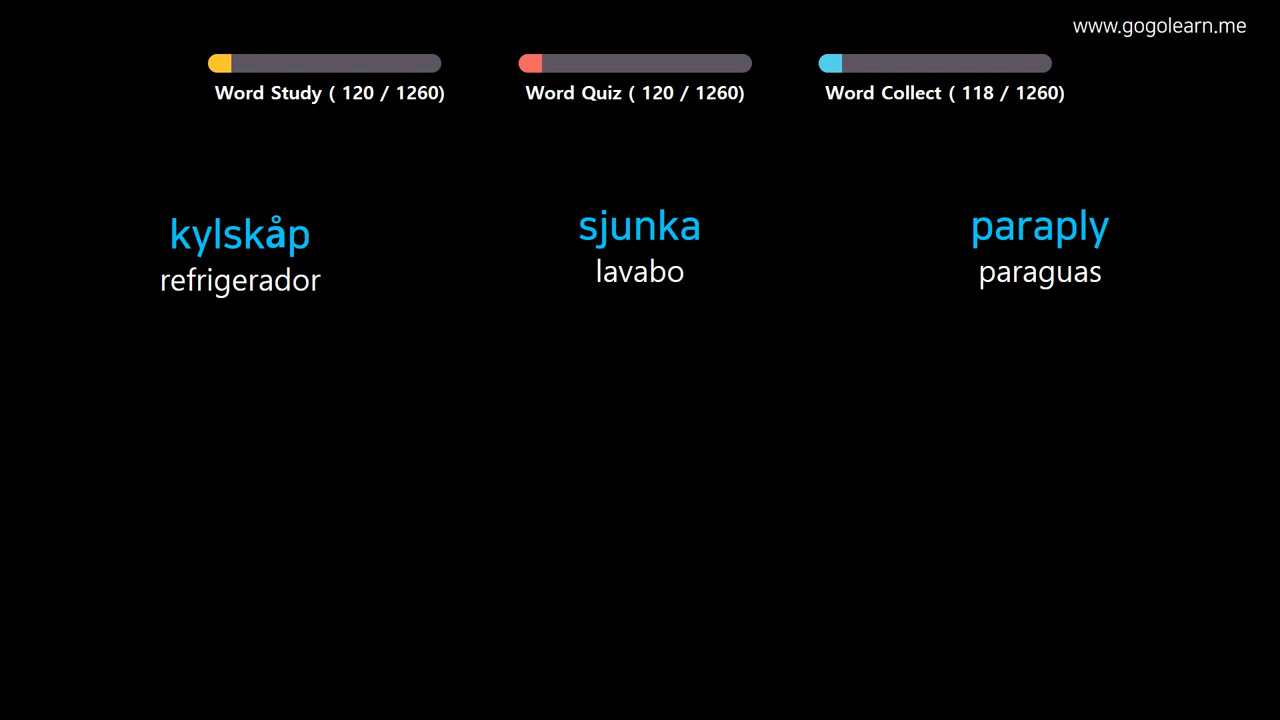 www.gogolearn.me
Word Study ( 120 / 1260)
Word Quiz ( 120 / 1260)
Word Collect ( 118 / 1260)
kylskåp
refrigerador
sjunka
lavabo
paraply
paraguas